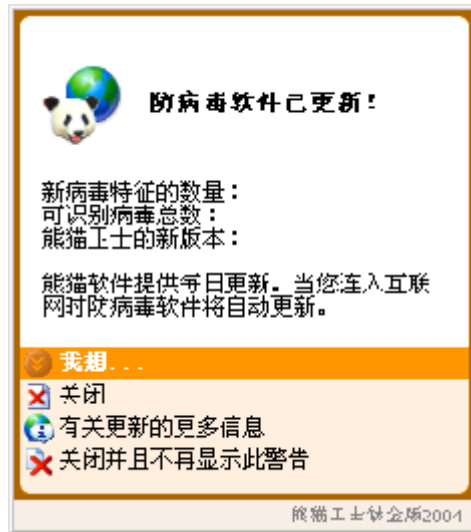 防病毒软件已更新!
新病毒特征的数量:
可识别病毒总数:
熊猫卫士的新版本:
熊猫软件提供每日更新。当您连入互联
网时防病毒软件将自动更新。
我想...
关闭
有关更新的更多信息
关闭并且不再显示此警告
熊猫卫士钛金版2004